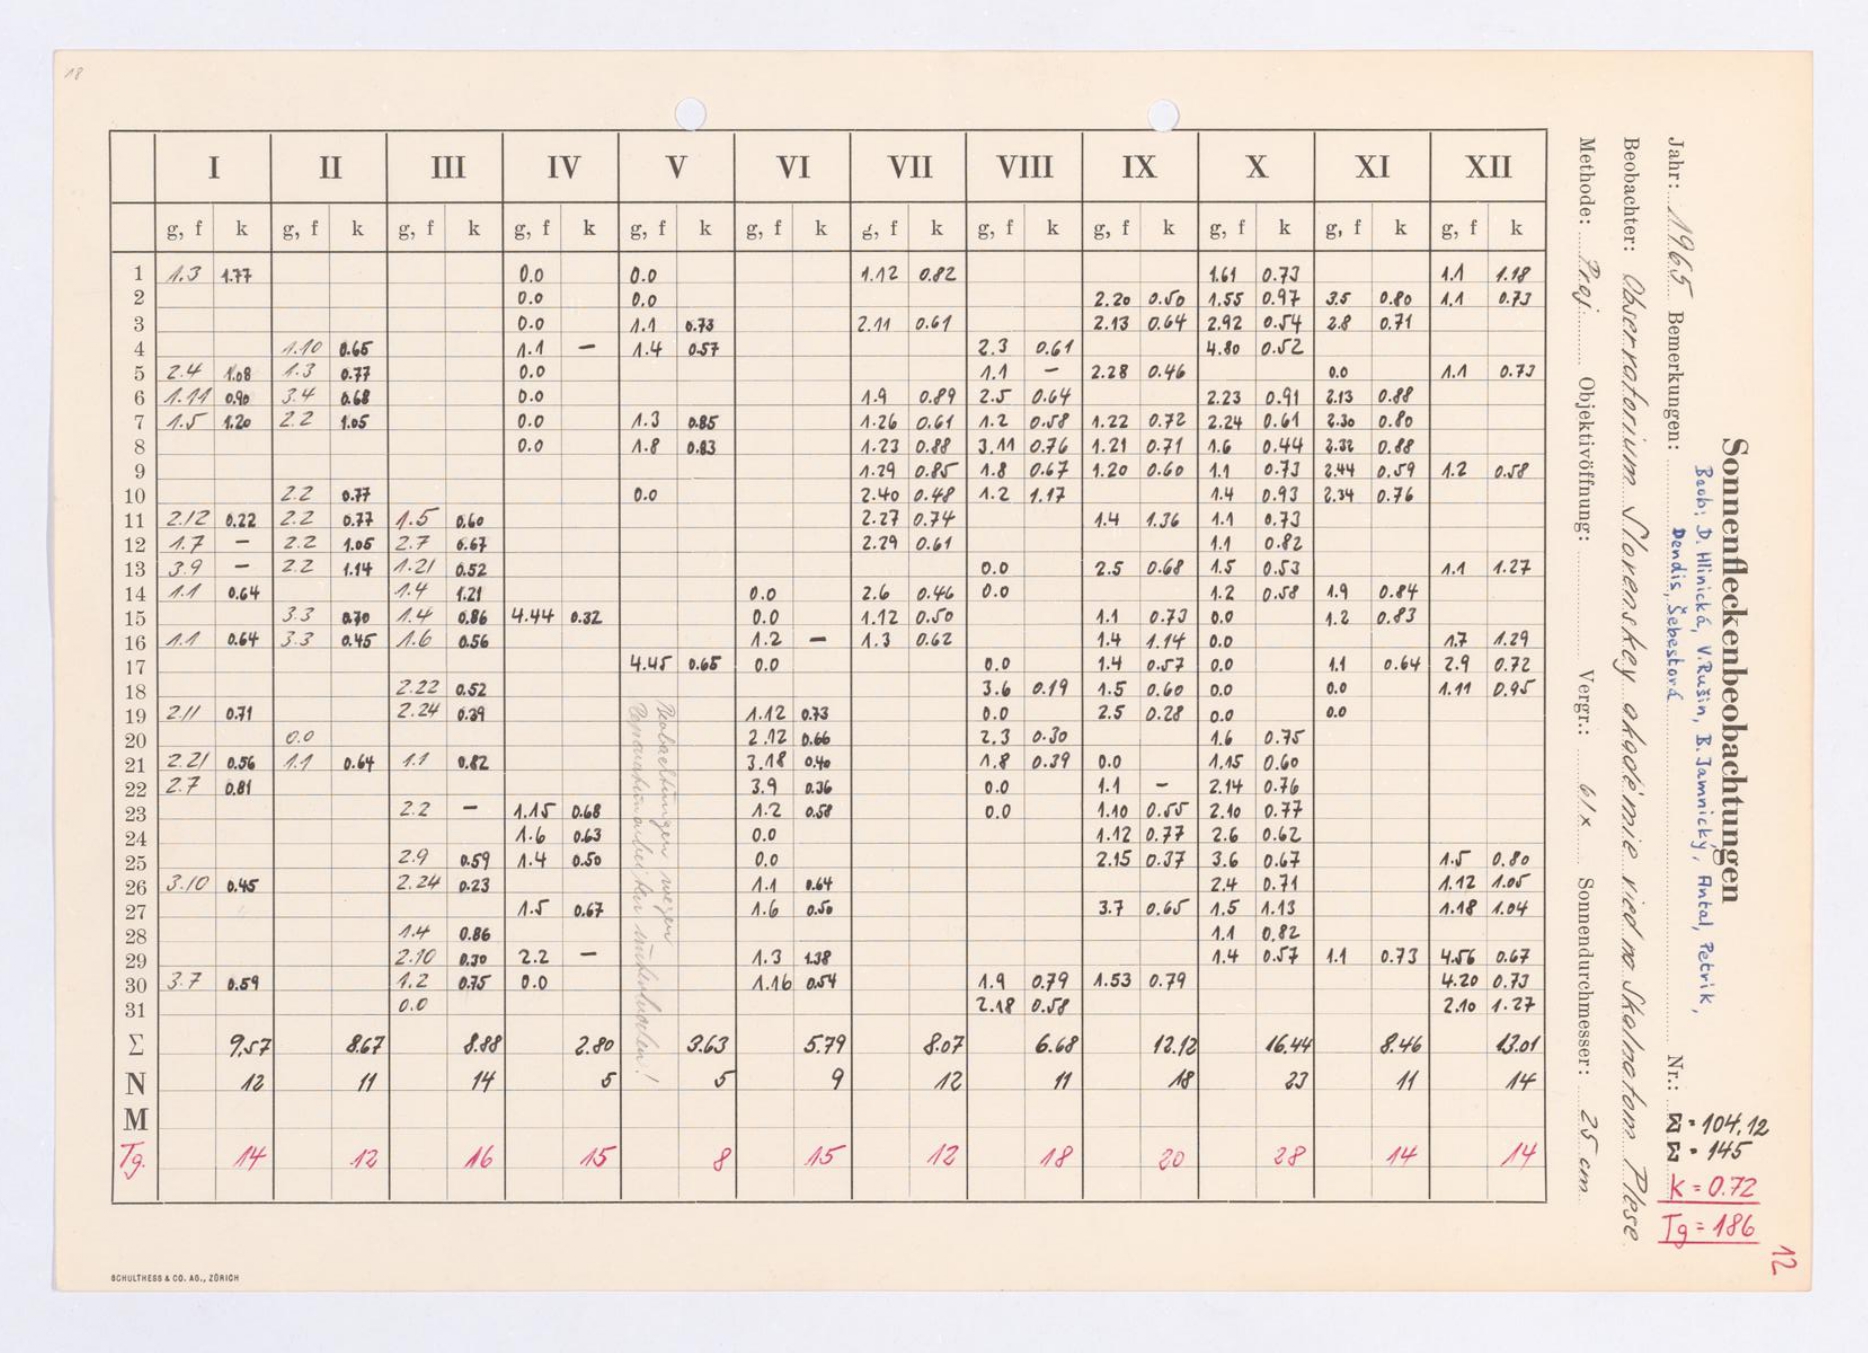 18
I II III IV V VI VII VIII IX X XI XII
g, f k g, f k g, f k g, f k g, f k g, f k g, f k g, f k g, f k g, f k g, f k g, f k
1 1.3 1.77 0.0 0.0 1.12 0.82 1.61 0.73 1.1 1.18
2 0.0 0.0 2.20 0.50 1.55 0.97 3.5 0.80 1.1 0.73
3 0.0 1.1 0.73 2.11 0.61 2.13 0.64 2.92 0.54 2.8 0.71
4 1.10 0.65 1.1 – 1.4 0.57 2.3 0.61 4.80 0.52
5 2.4 1.08 1.3 0.77 0.0 1.1 – 2.28 0.46 0.0 1.1 0.73
6 1.11 0.90 3.4 0.68 0.0 1.9 0.89 2.5 0.64 2.23 0.91 2.13 0.88
7 1.5 1.20 2.2 1.05 0.0 1.3 0.85 1.26 0.61 1.2 0.58 1.22 0.72 2.24 0.61 2.30 0.80
8 0.0 1.8 0.83 1.23 0.88 3.11 0.76 1.21 0.71 1.6 0.44 2.32 0.88
9 1.29 0.85 1.8 0.67 1.20 0.60 1.1 0.73 2.44 0.59 1.2 0.58
10 2.2 0.77 0.0 2.40 0.48 1.2 1.17 1.4 0.93 2.34 0.76
11 2.12 0.22 2.2 0.77 1.5 0.60 2.27 0.74 1.4 1.36 1.1 0.73
12 1.7 – 2.2 1.05 2.7 0.67 2.29 0.61 1.1 0.82
13 3.9 – 2.2 1.14 1.21 0.52 0.0 2.5 0.68 1.5 0.53 1.1 1.27
14 1.1 0.64 1.4 1.21 0.0 2.6 0.46 0.0 1.2 0.58 1.9 0.84
15 3.3 0.70 1.4 0.86 4.44 0.32 0.0 1.12 0.50 1.1 0.73 0.0 1.2 0.83
16 1.1 0.64 3.3 0.45 1.6 0.56 1.2 – 1.3 0.62 1.4 1.14 0.0 1.7 1.29
17 4.45 0.65 0.0 0.0 1.4 0.57 0.0 1.1 0.64 2.9 0.72
18 2.22 0.52 3.6 0.19 1.5 0.60 0.0 0.0 1.11 0.95
19 2.11 0.71 2.24 0.39 1.12 0.73 0.0 2.5 0.28 0.0 0.0
20 0.0 2.12 0.66 2.3 0.30 1.6 0.75
21 2.21 0.56 1.1 0.64 1.1 0.82 3.18 0.40 1.8 0.39 0.0 1.15 0.60
22 2.7 0.81 3.9 0.36 0.0 1.1 – 2.14 0.76
23 2.2 – 1.15 0.68 1.2 0.58 0.0 1.10 0.55 2.10 0.77
24 1.6 0.63 0.0 1.12 0.77 2.6 0.62
25 2.9 0.59 1.4 0.50 0.0 2.15 0.37 3.6 0.67 1.5 0.80
26 3.10 0.45 2.24 0.23 1.1 0.64 2.4 0.71 1.12 1.05
27 1.5 0.67 1.6 0.50 3.7 0.65 1.5 1.13 1.18 1.04
28 1.4 0.86 1.1 0.82
29 2.10 0.30 2.2 – 1.3 1.38 1.4 0.57 1.1 0.73 4.56 0.67
30 3.7 0.59 1.2 0.75 0.0 1.16 0.54 1.9 0.79 1.53 0.79 4.20 0.73
31 0.0 2.18 0.58 2.10 1.27
Σ 9.57 8.67 8.88 2.80 3.63 5.79 8.07 6.68 12.12 16.44 8.46 13.01
N 12 11 14 5 5 9 12 11 18 23 11 14
M
Tg. 14 12 16 15 8 15 12 18 20 28 14 14
Beobachtungen wegen
SCHULTHESS & CO. AG., ZÜRICH
Sonnenfleckenbeobachtungen
Beob: D. Hlinická, V. Rušin, B. Jamnický, Antal, Petrik,
Dendis, Šebestová
Jahr: 1965 Bemerkungen: Nr.:
Beobachter: Observatorium Slovenskej akadémie vied na Skalnatom Plese
Methode: Proj. Objektivöffnung: Vergr.: 61x Sonnendurchmesser: 25 cm
Σ = 104,12
Σ = 145
K = 0.72
Tg = 186
12